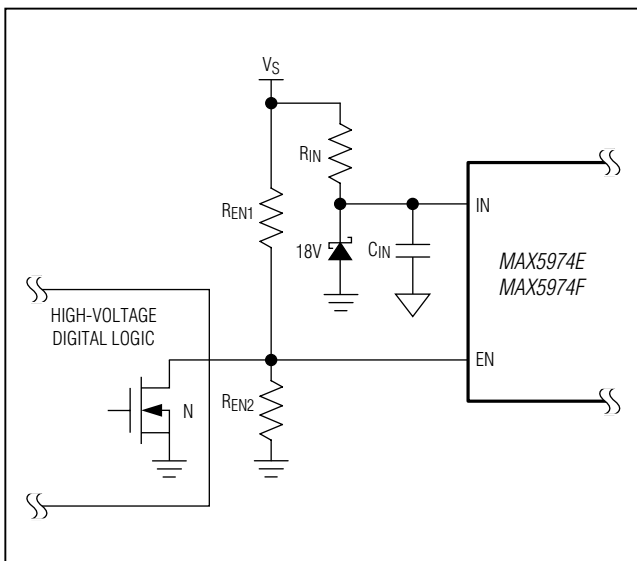 VS
RIN
REN1
IN
18V
CIN
MAX5974E
MAX5974F
HIGH-VOLTAGE
DIGITAL LOGIC
EN
N
REN2